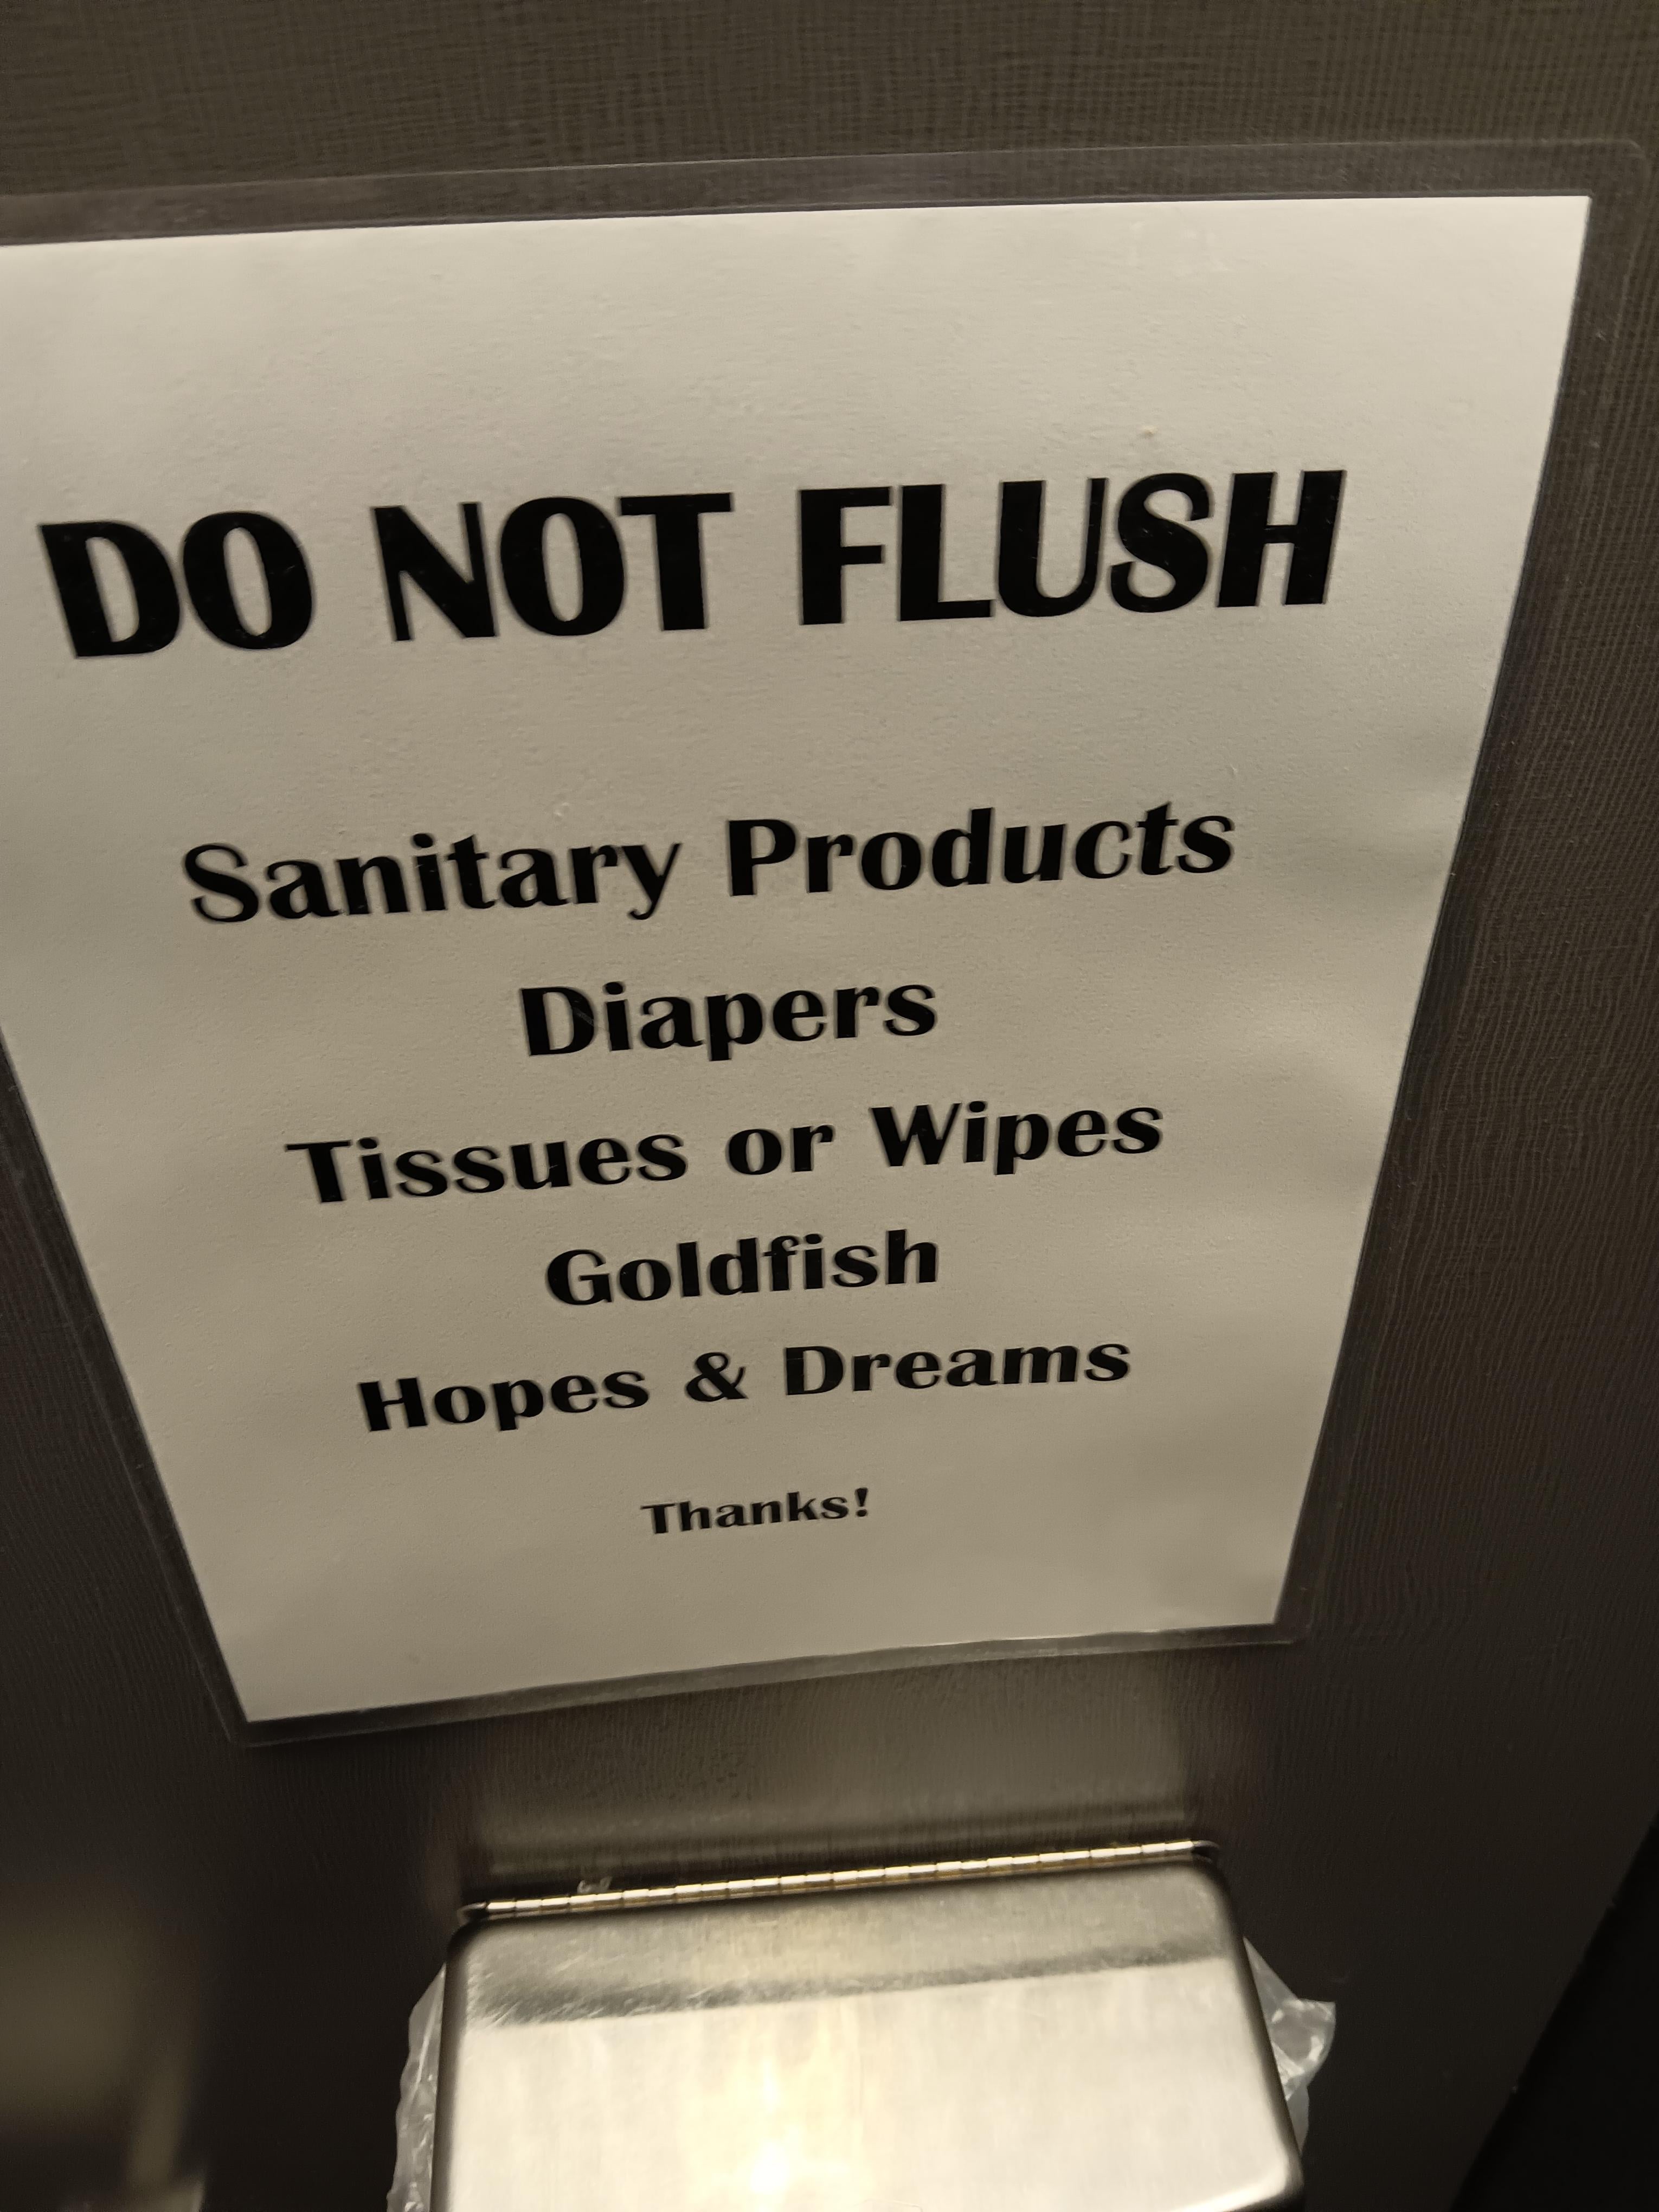 DO NOT FLUSH
Sanitary Products
Diapers
Tissues or Wipes
Goldfish
Hopes & Dreams
Thanks!